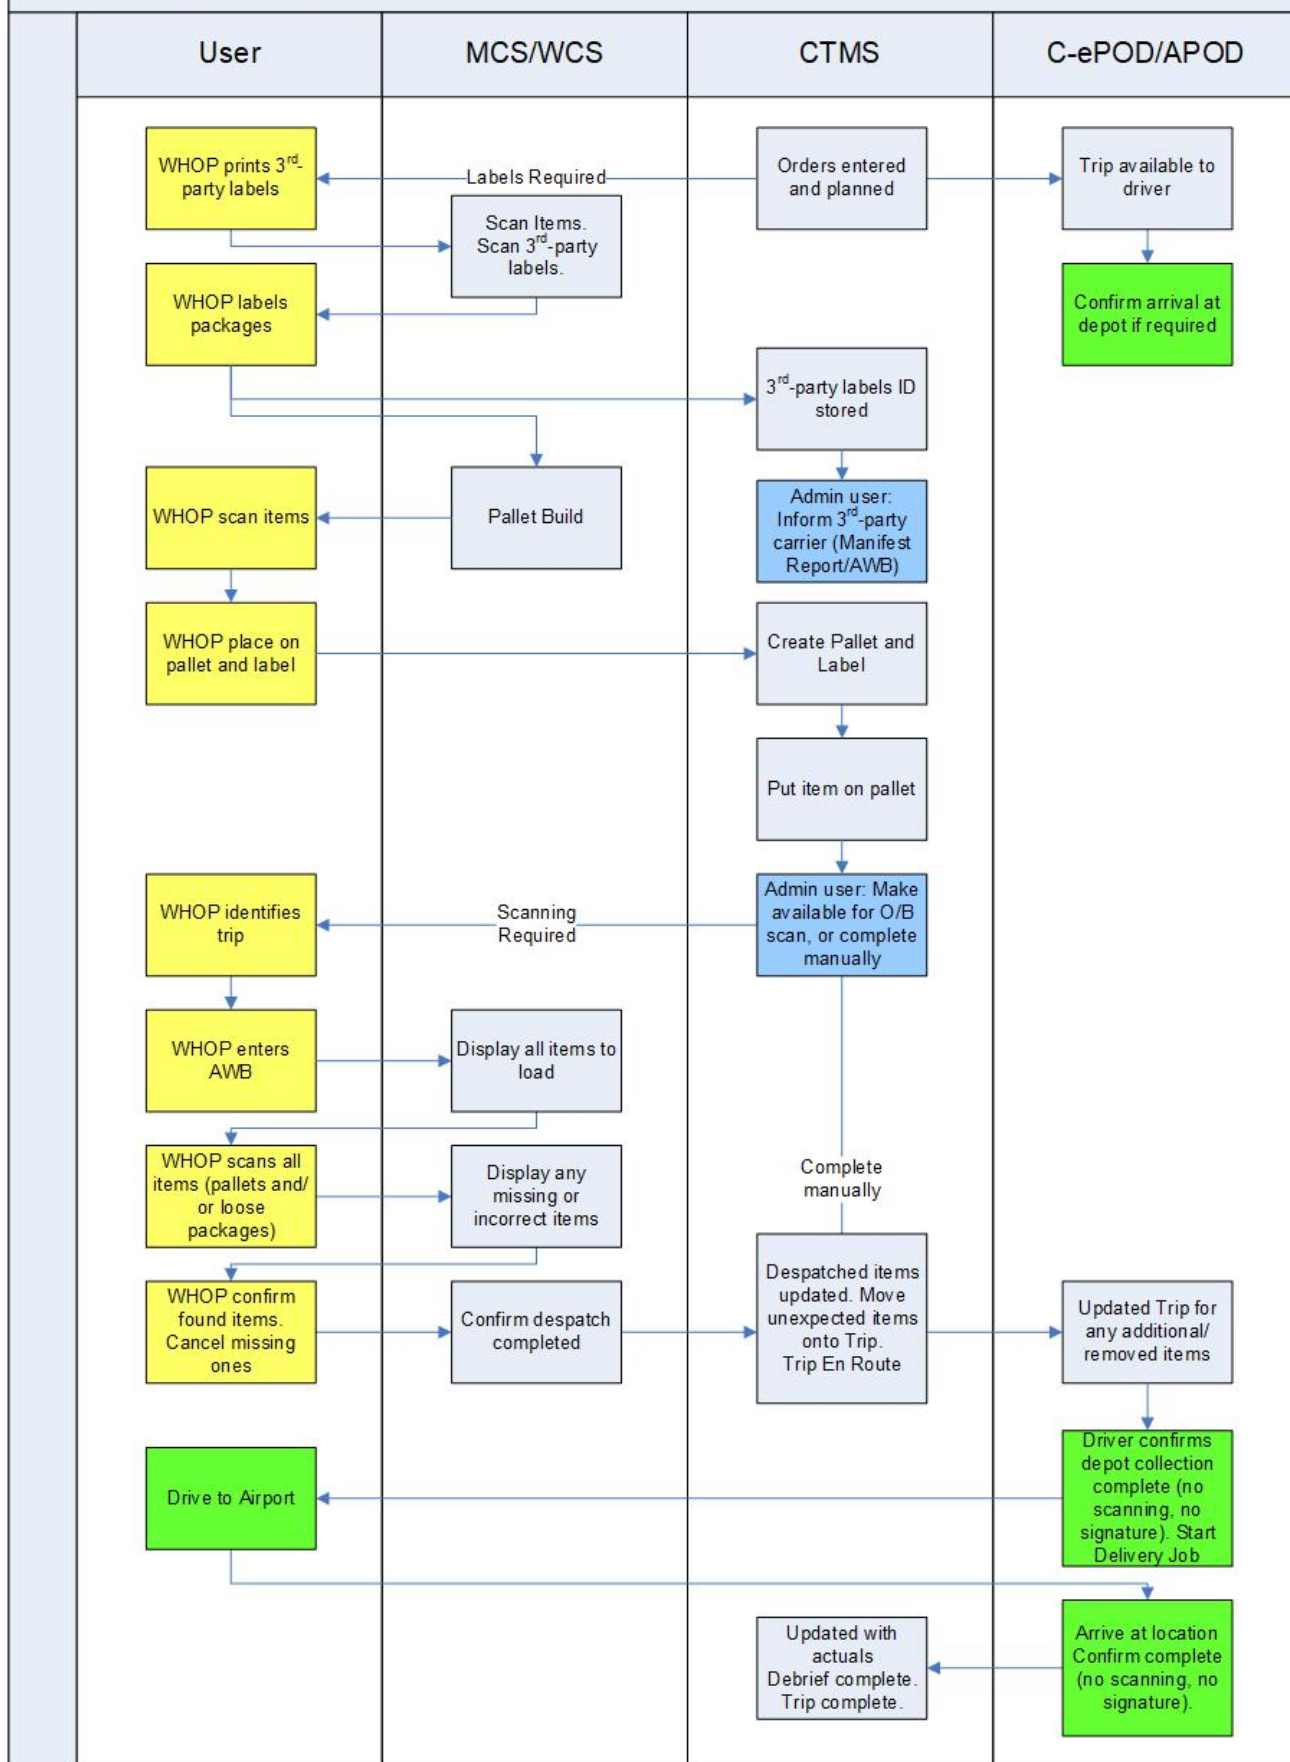 User
MCS/WCS
CTMS
C-ePOD/APOD
WHOP prints 3rd-
party labels
Labels Required
Orders entered
and planned
Trip available to
driver
Scan Items.
Scan 3rd-party
labels.
WHOP labels
packages
Confirm arrival at
depot if required
3rd-party labels ID
stored
WHOP scan items
Pallet Build
Admin user:
Inform 3rd-party
carrier (Manifest
Report/AWB)
WHOP place on
pallet and label
Create Pallet and
Label
Put item on pallet
WHOP identifies
trip
Scanning
Required
Admin user: Make
available for O/B
scan, or complete
manually
WHOP enters
AWB
Display all items to
load
WHOP scans all
items (pallets and/
or loose
packages)
Display any
missing or
incorrect items
Complete
manually
WHOP confirm
found items.
Cancel missing
ones
Confirm despatch
completed
Despatched items
updated. Move
unexpected items
onto Trip.
Trip En Route
Updated Trip for
any additional/
removed items
Drive to Airport
Driver confirms
depot collection
complete (no
scanning, no
signature). Start
Delivery Job
Updated with
actuals
Debrief complete.
Trip complete.
Arrive at location
Confirm complete
(no scanning, no
signature).